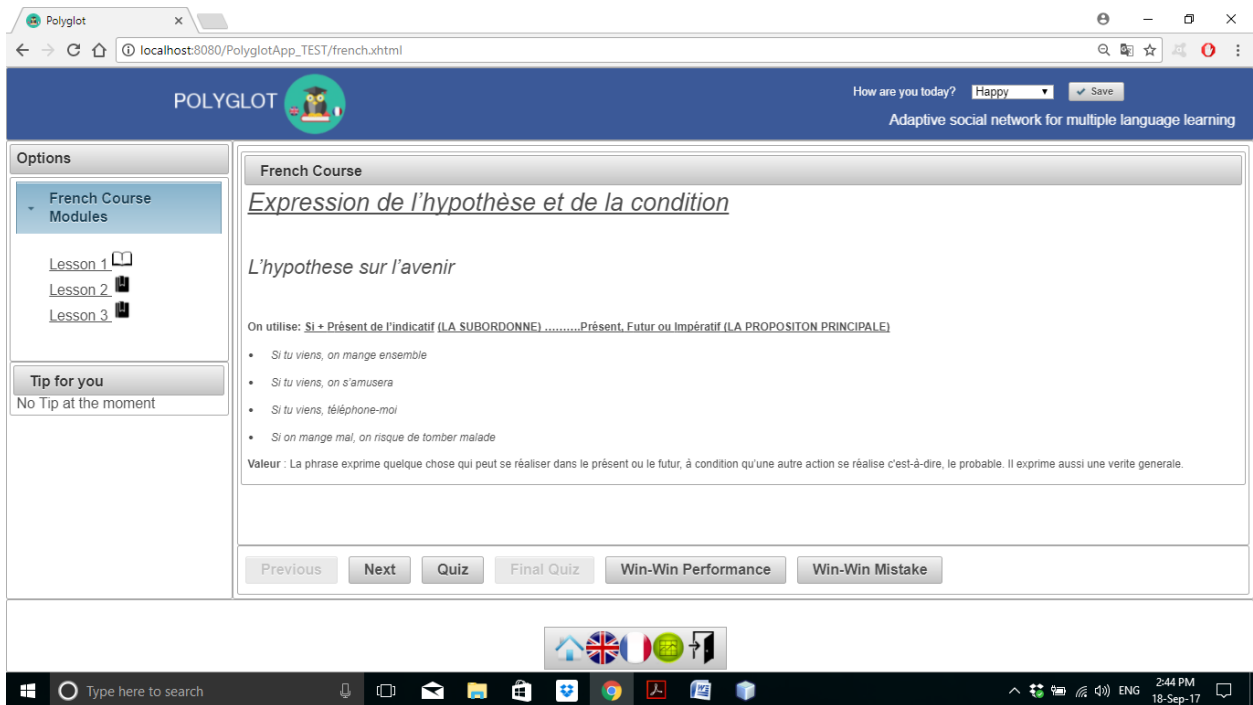 Polyglot
localhost:8080/PolyglotApp_TEST/french.xhtml
POLYGLOT
How are you today? Happy Save
Adaptive social network for multiple language learning
Options
French Course
Modules
Lesson 1
Lesson 2
Lesson 3
Tip for you
No Tip at the moment
French Course
Expression de l'hypothèse et de la condition
L'hypothese sur l'avenir
On utilise: Si + Présent de l'indicatif (LA SUBORDONNE) ..........Présent, Futur ou Impératif (LA PROPOSITON PRINCIPALE)
• Si tu viens, on mange ensemble
• Si tu viens, on s'amusera
• Si tu viens, téléphone-moi
• Si on mange mal, on risque de tomber malade
Valeur : La phrase exprime quelque chose qui peut se réaliser dans le présent ou le futur, à condition qu'une autre action se réalise c'est-à-dire, le probable. Il exprime aussi une verite generale.
Previous Next Quiz Final Quiz Win-Win Performance Win-Win Mistake
Type here to search
ENG
2:44 PM
18-Sep-17